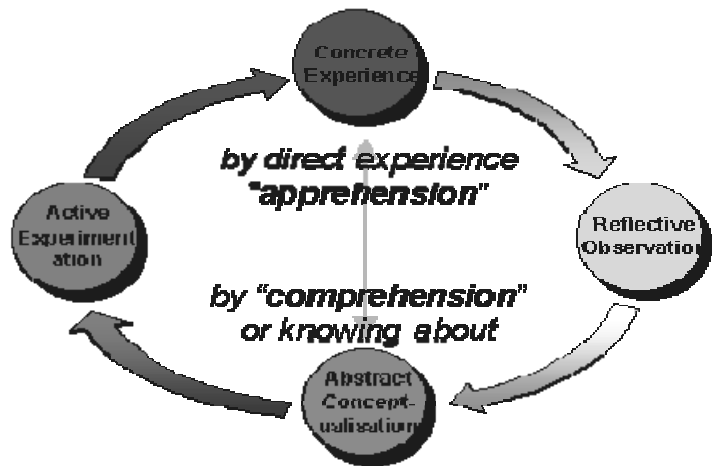 Concrete
Experience
by direct experience
"apprehension"
Active
Experiment
ation
Reflective
Observation
by "comprehension"
or knowing about
Abstract
Concept-
ualisation